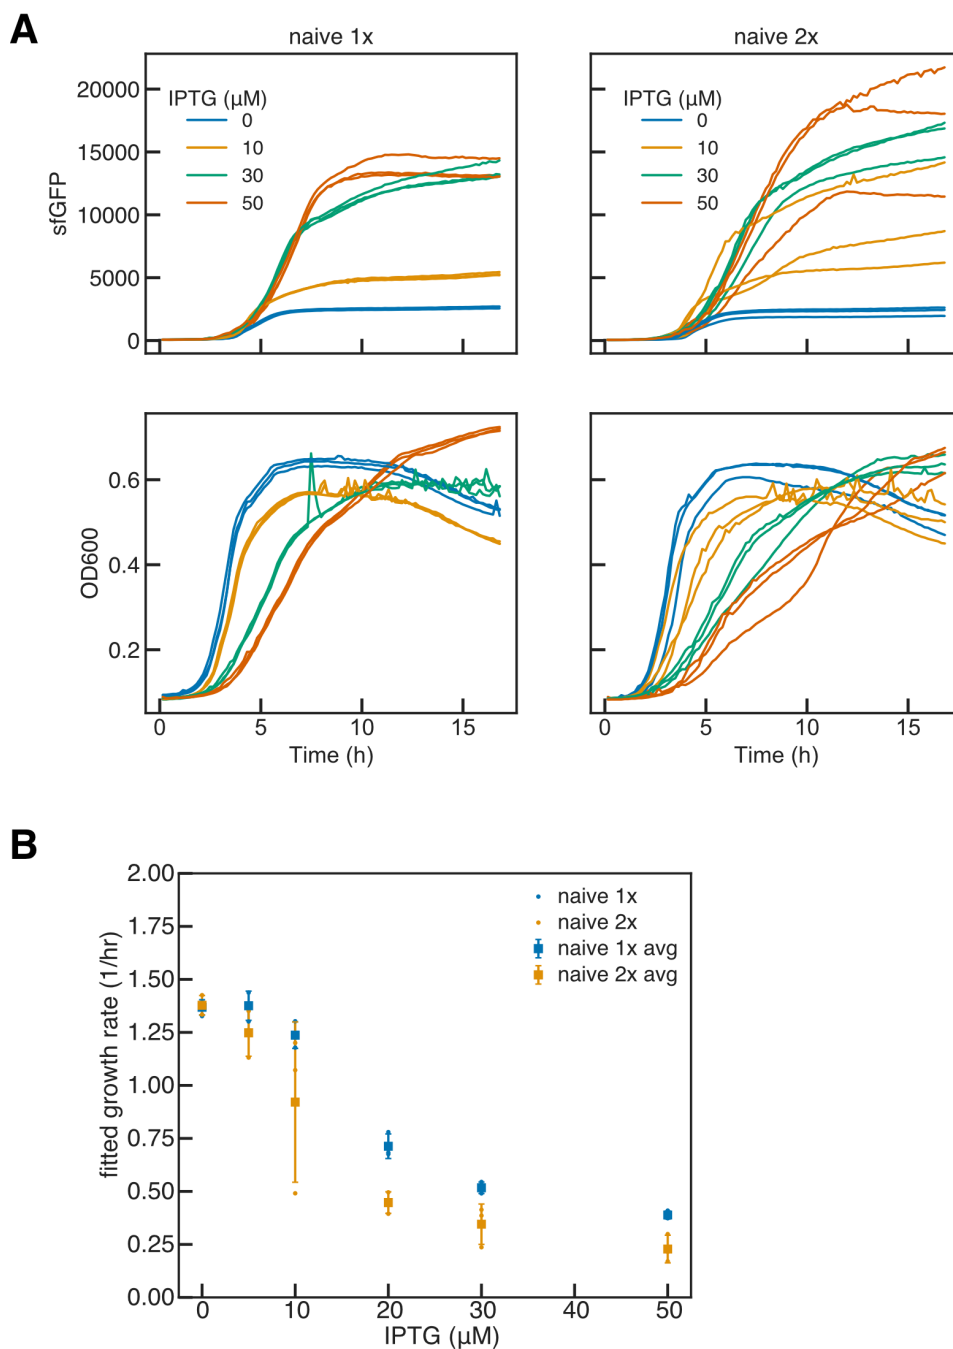 A
naive 1x
naive 2x
sfGFP
20000
15000
10000
5000
0
IPTG (µM)
0
10
30
50
IPTG (µM)
0
10
30
50
OD600
0.6
0.4
0.2
0
5
10
15
Time (h)
0
5
10
15
Time (h)
B
fitted growth rate (1/hr)
2.00
1.75
1.50
1.25
1.00
0.75
0.50
0.25
0.00
naive 1x
naive 2x
naive 1x avg
naive 2x avg
0
10
20
30
40
50
IPTG (µM)